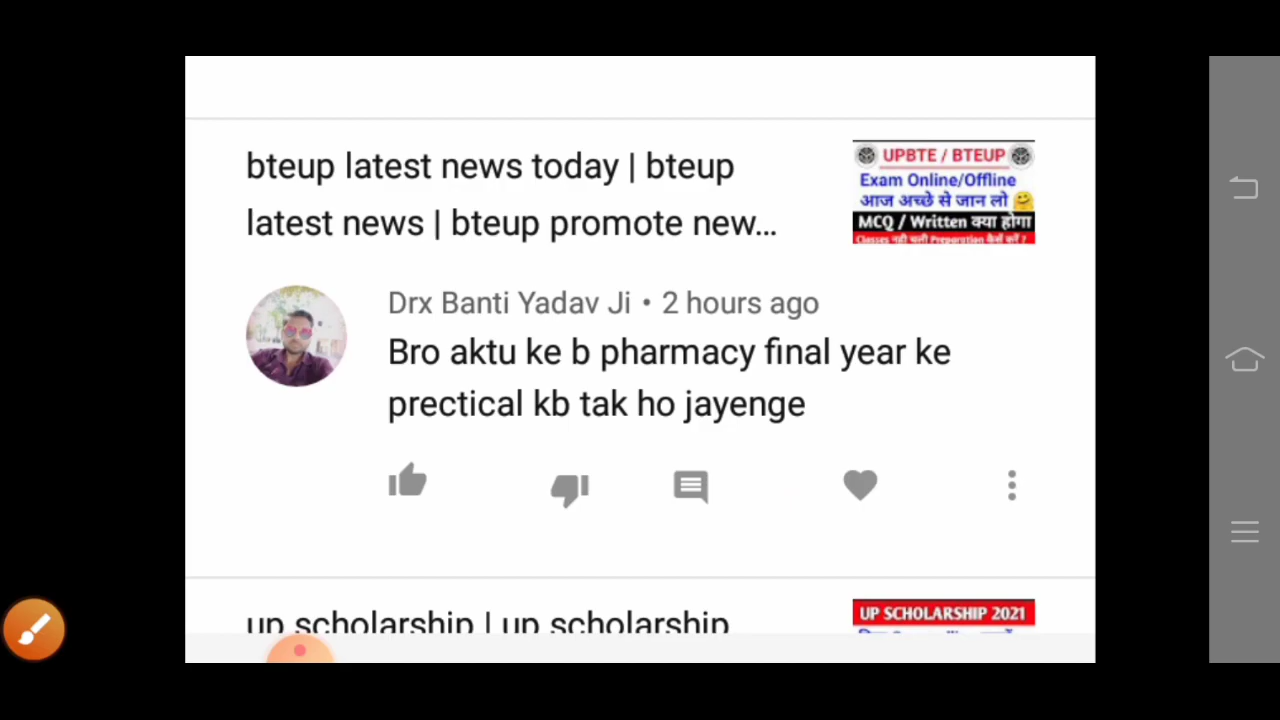 bteup latest news today | bteup
latest news | bteup promote new...
UPBTE / BTEUP
Exam Online/Offline
आज अच्छे से जान लो
MCQ / Written क्या होगा
Classes नही चली Preparation कैसें करें ?
Drx Banti Yadav Ji • 2 hours ago
Bro aktu ke b pharmacy final year ke
prectical kb tak ho jayenge
up scholarship | up scholarship
UP SCHOLARSHIP 2021